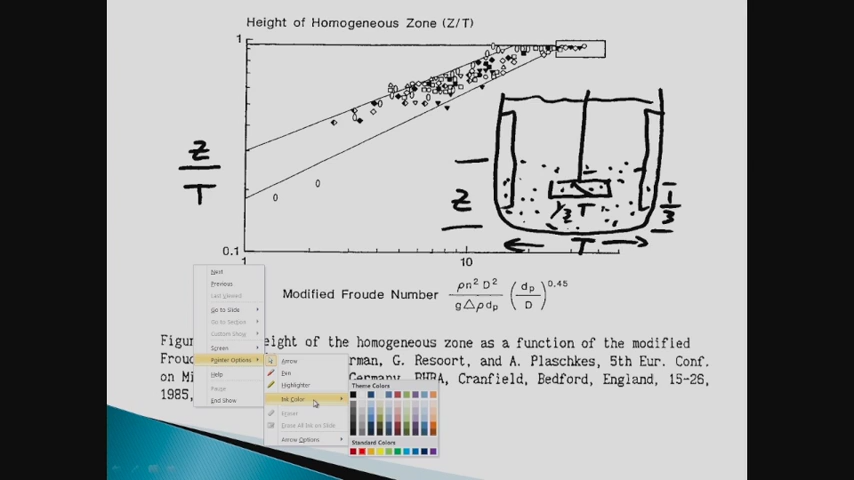 Height of Homogeneous Zone (Z/T)
1
Z
T
Z
1/2 T
1
3
T
0.1
1
10
Modified Froude Number ρn² D² / g△ρdp (dp / D)^0.45
Next
Previous
Last Viewed
Go to Slide
Go to Section
Custom Show
Screen
Pointer Options
Help
Pause
End Show
Arrow
Pen
Highlighter
Ink Color
Eraser
Erase All Ink on Slide
Arrow Options
Theme Colors
Standard Colors
Figur eight of the homogeneous zone as a function of the modified
Froud rman, G. Resoort, and A. Plaschkes, 5th Eur. Conf.
on Mi Germany, BHRA, Cranfield, Bedford, England, 15-26,
1985,